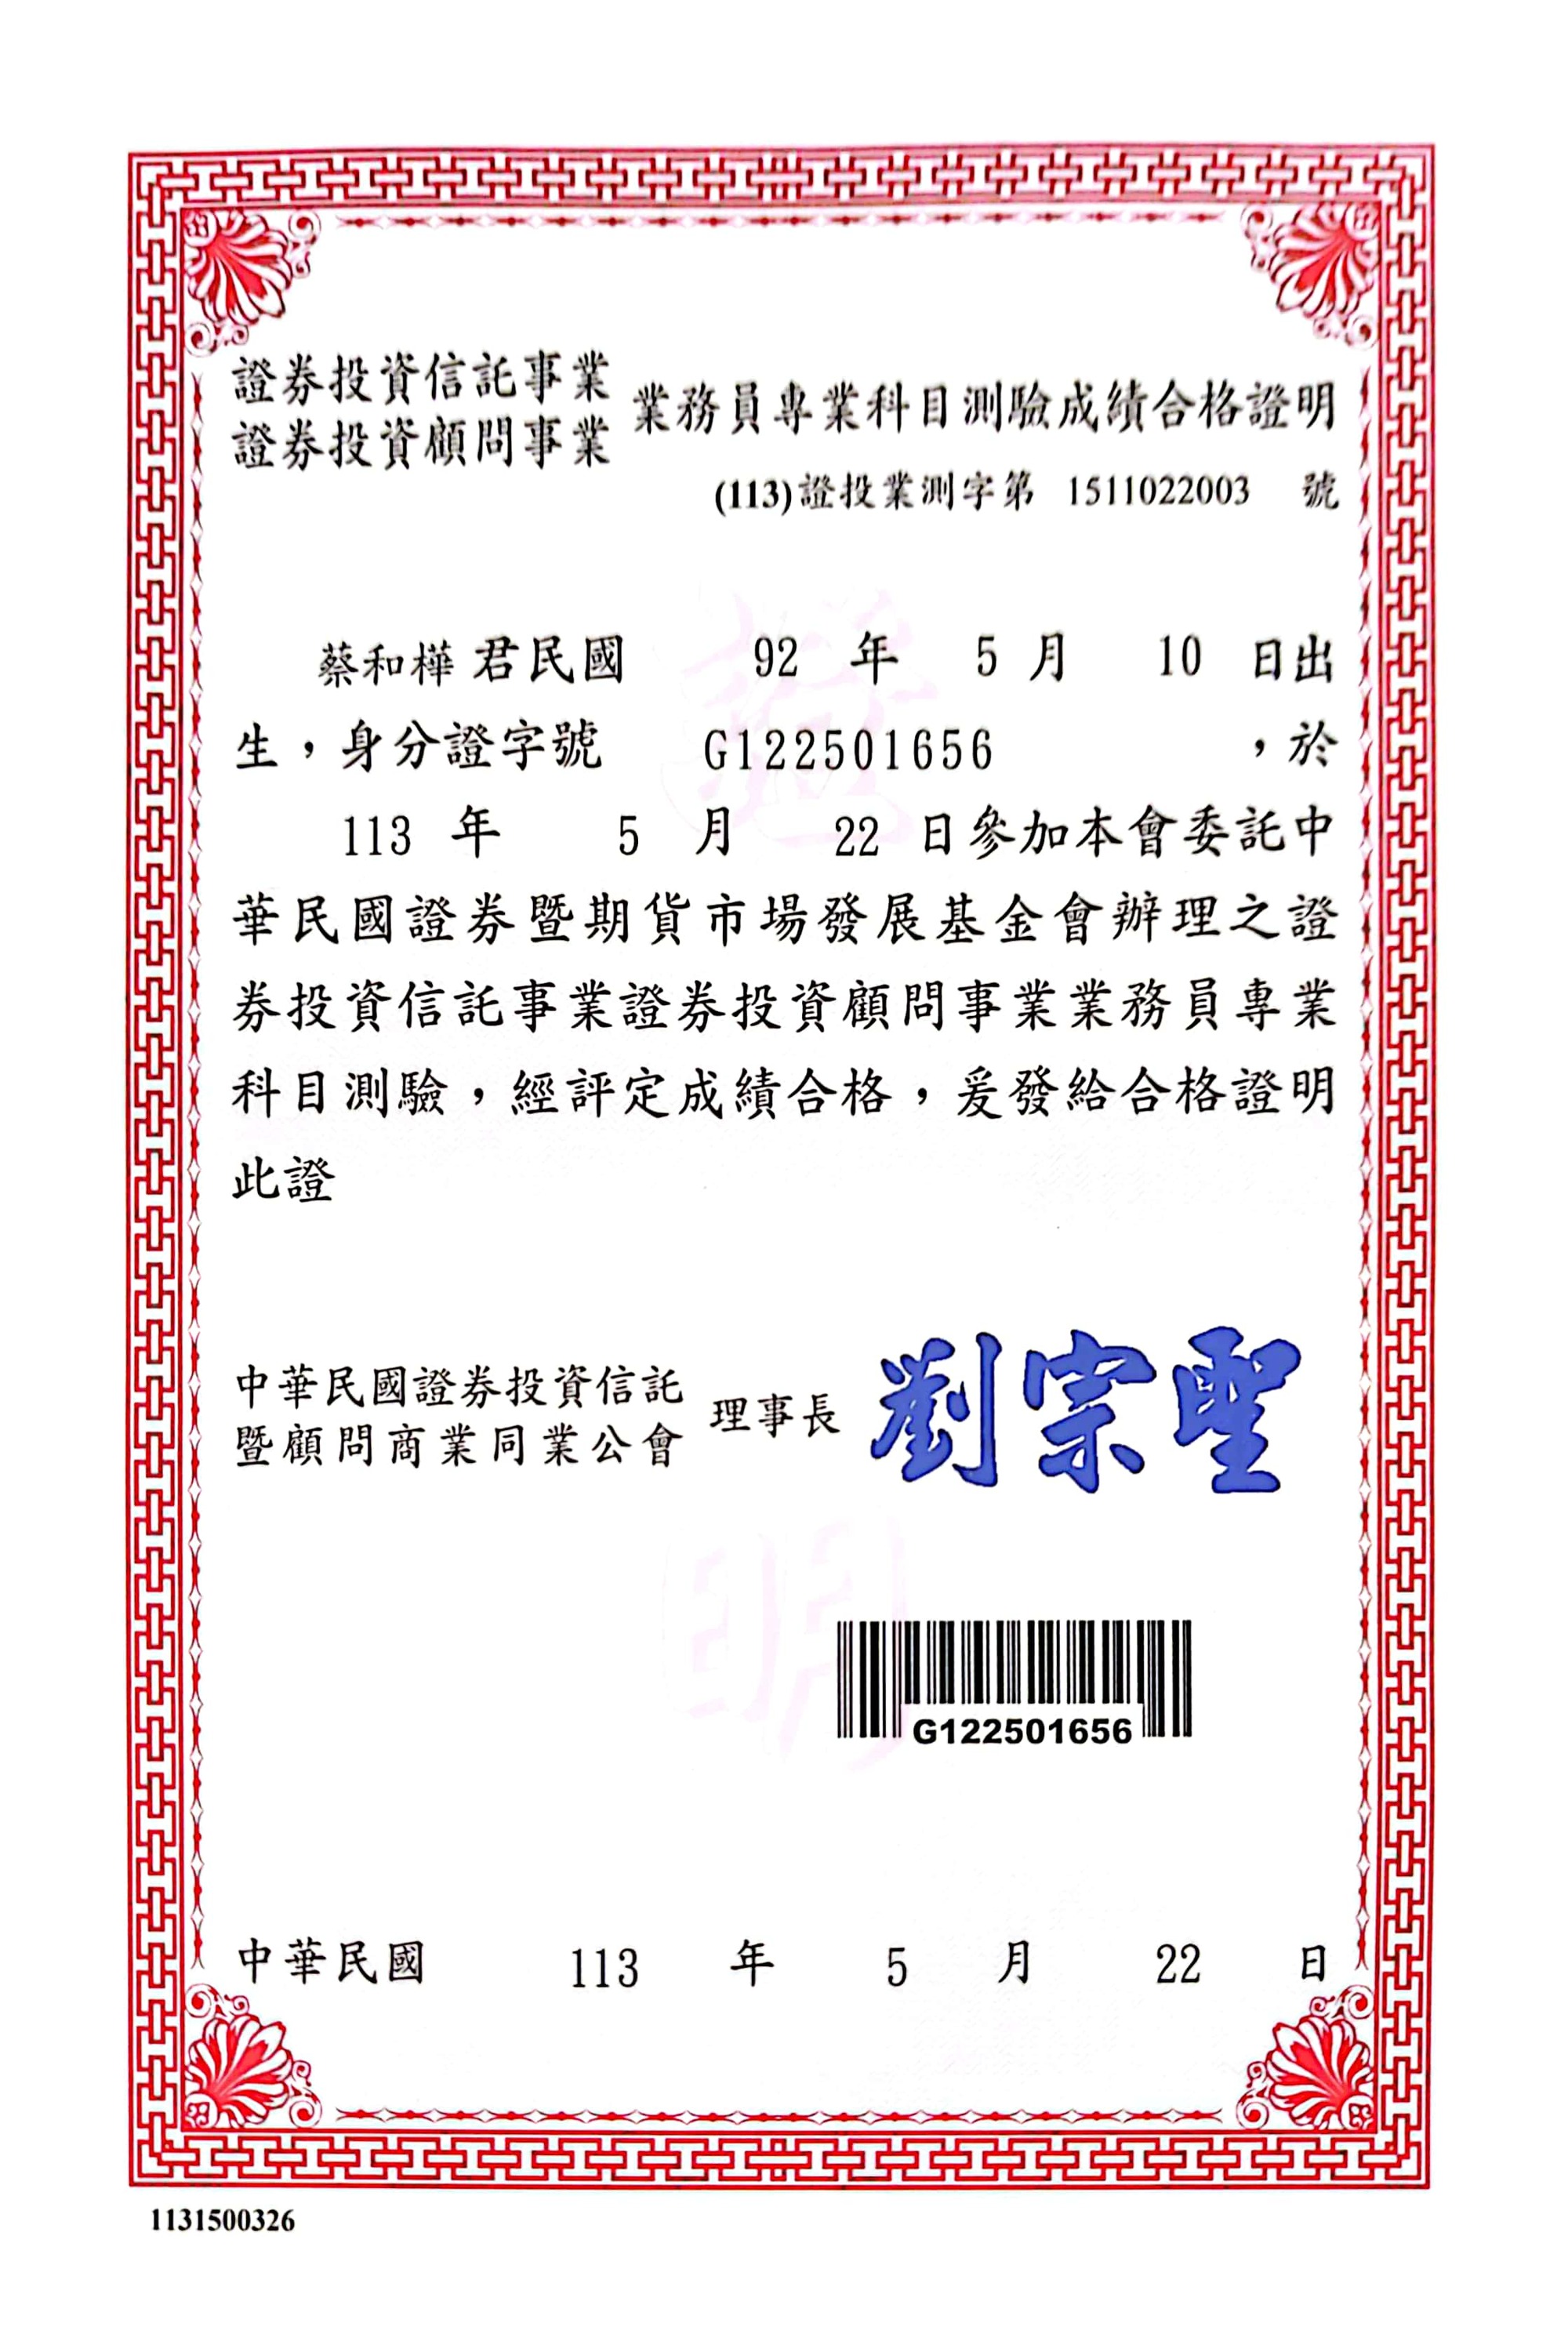 證券投資信託事業
證券投資顧問事業
業務員專業科目測驗成績合格證明
(113)證投業測字第 1511022003 號
蔡和樺 君民國 92 年 5 月 10 日出
生，身分證字號 G122501656 ，於
113 年 5 月 22 日參加本會委託中
華民國證券暨期貨市場發展基金會辦理之證
券投資信託事業證券投資顧問事業業務員專業
科目測驗，經評定成績合格，爰發給合格證明
此證
中華民國證券投資信託
暨顧問商業同業公會
理事長
劉宗聖
G122501656
中華民國 113 年 5 月 22 日
1131500326
證
明